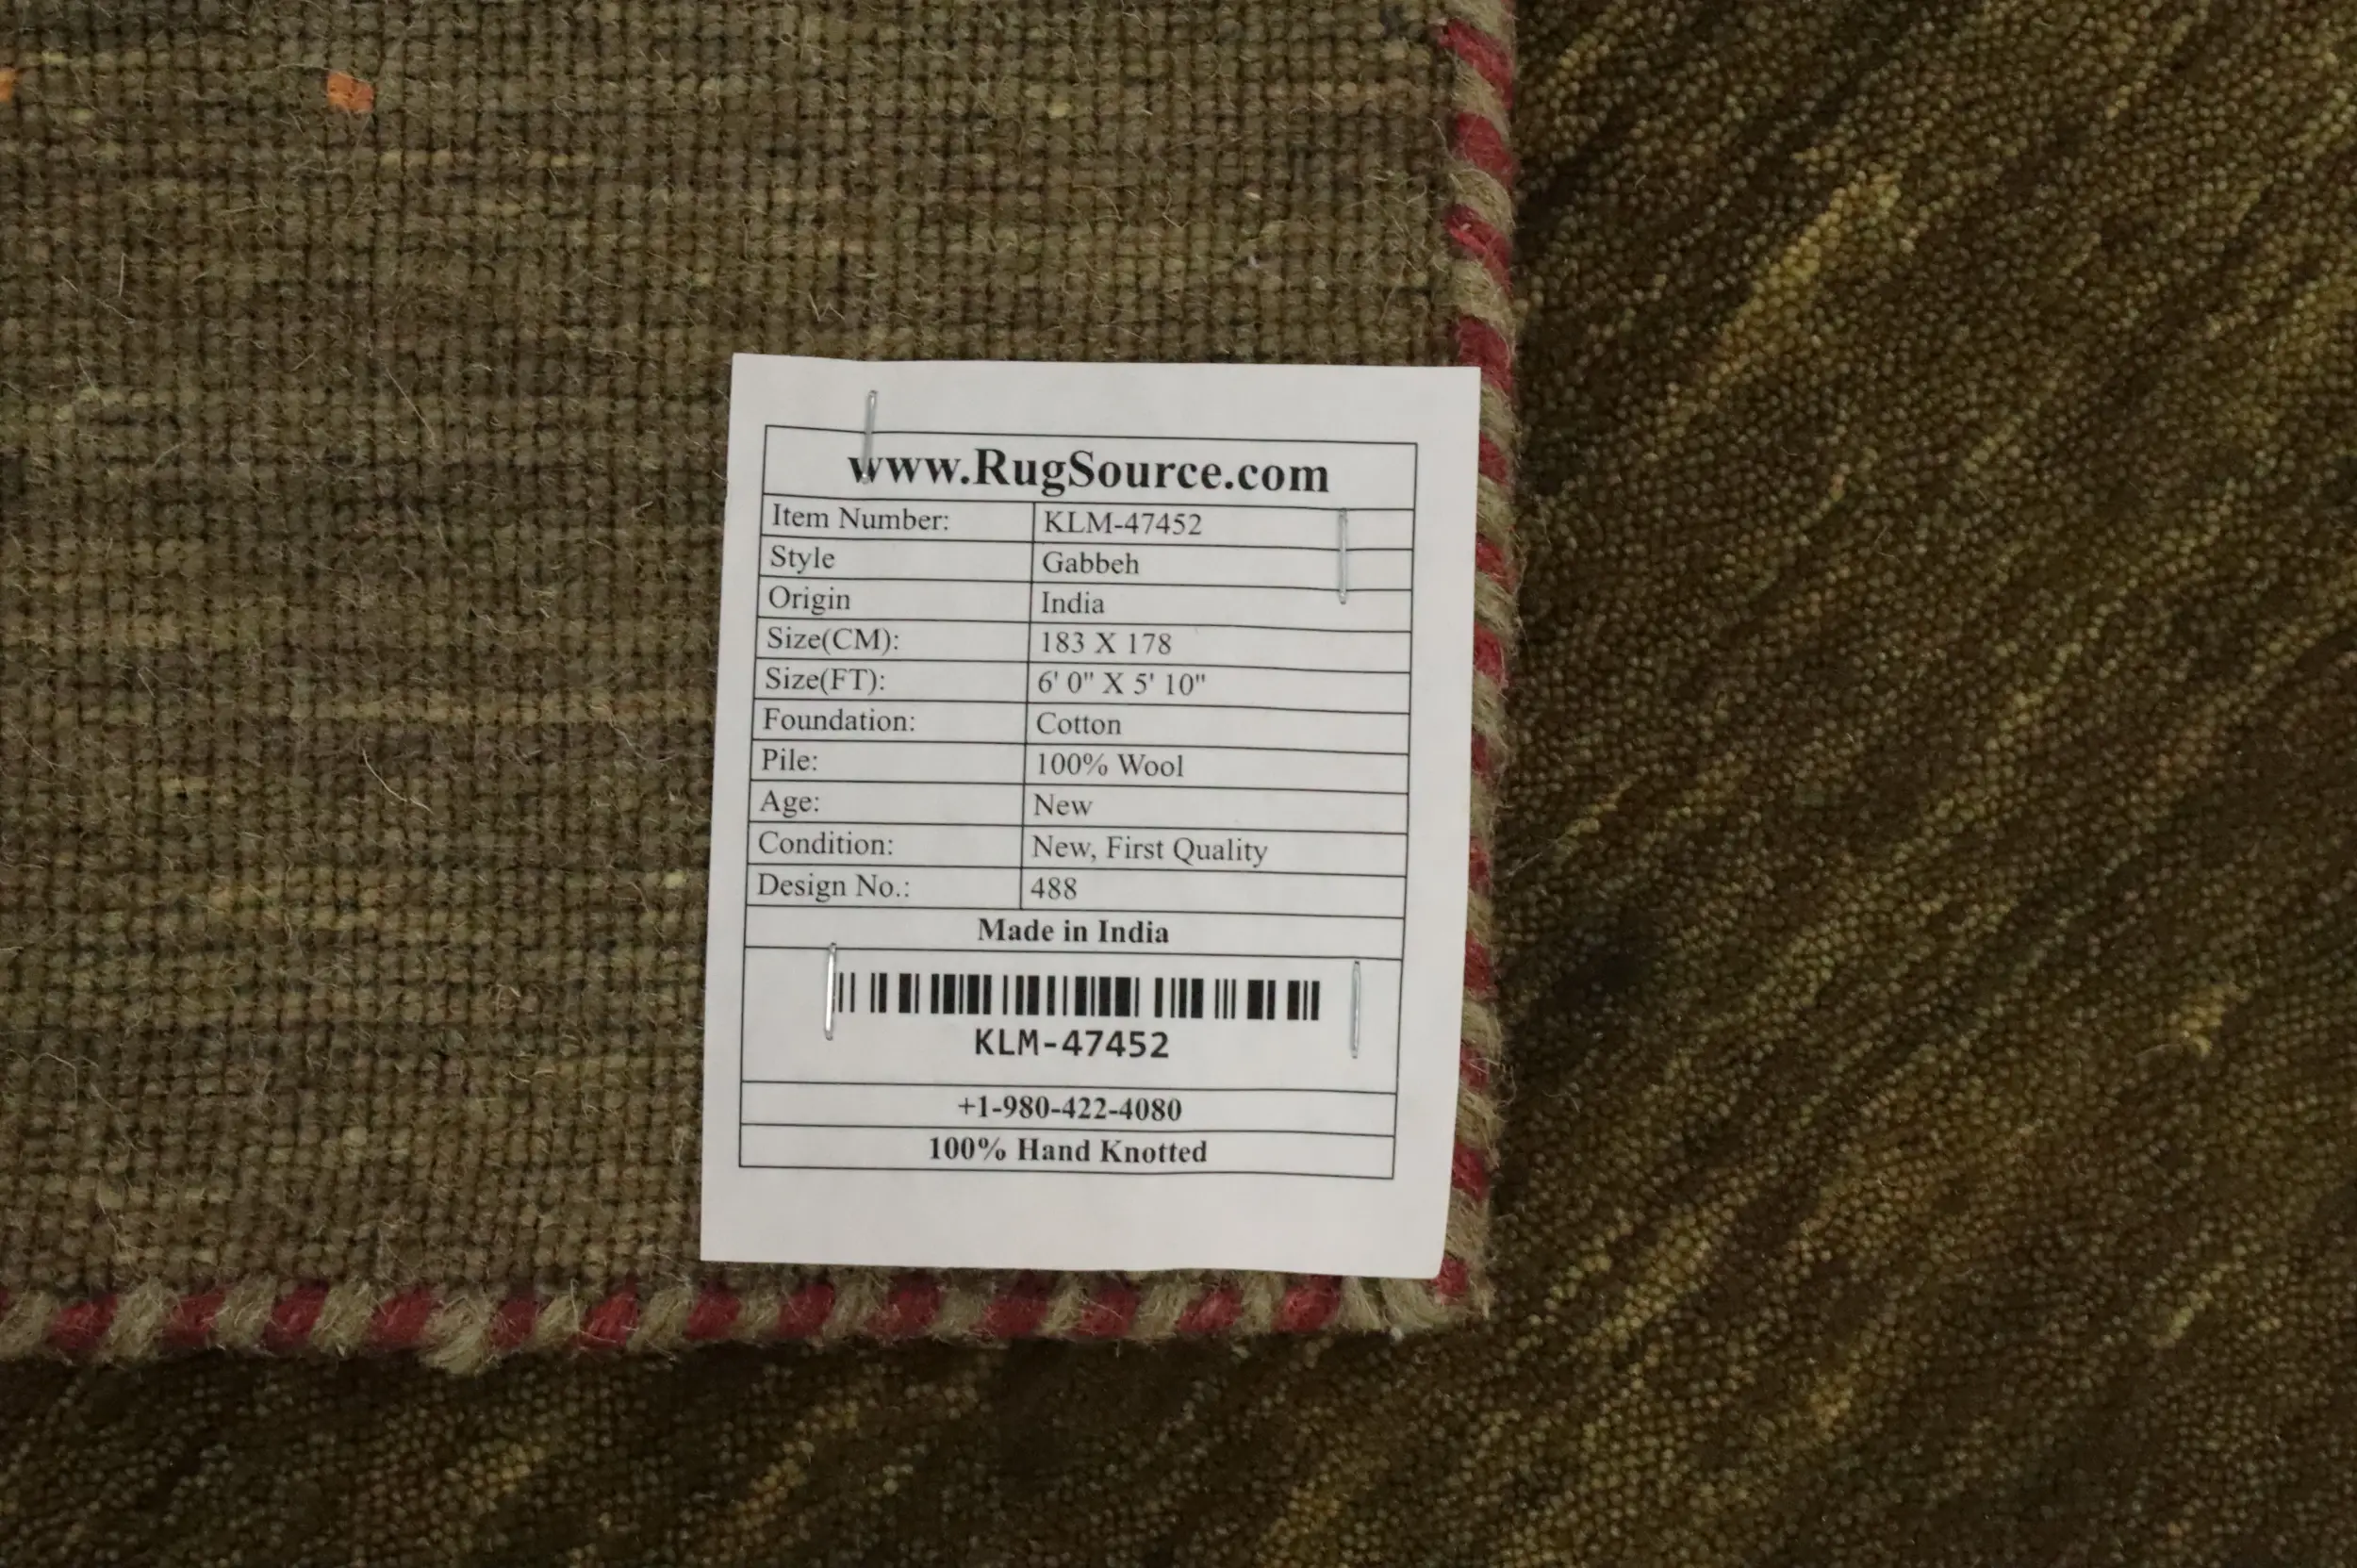 www.RugSource.com
Item Number: KLM-47452
Style Gabbeh
Origin India
Size(CM): 183 X 178
Size(FT): 6' 0" X 5' 10"
Foundation: Cotton
Pile: 100% Wool
Age: New
Condition: New, First Quality
Design No.: 488
Made in India
KLM-47452
+1-980-422-4080
100% Hand Knotted